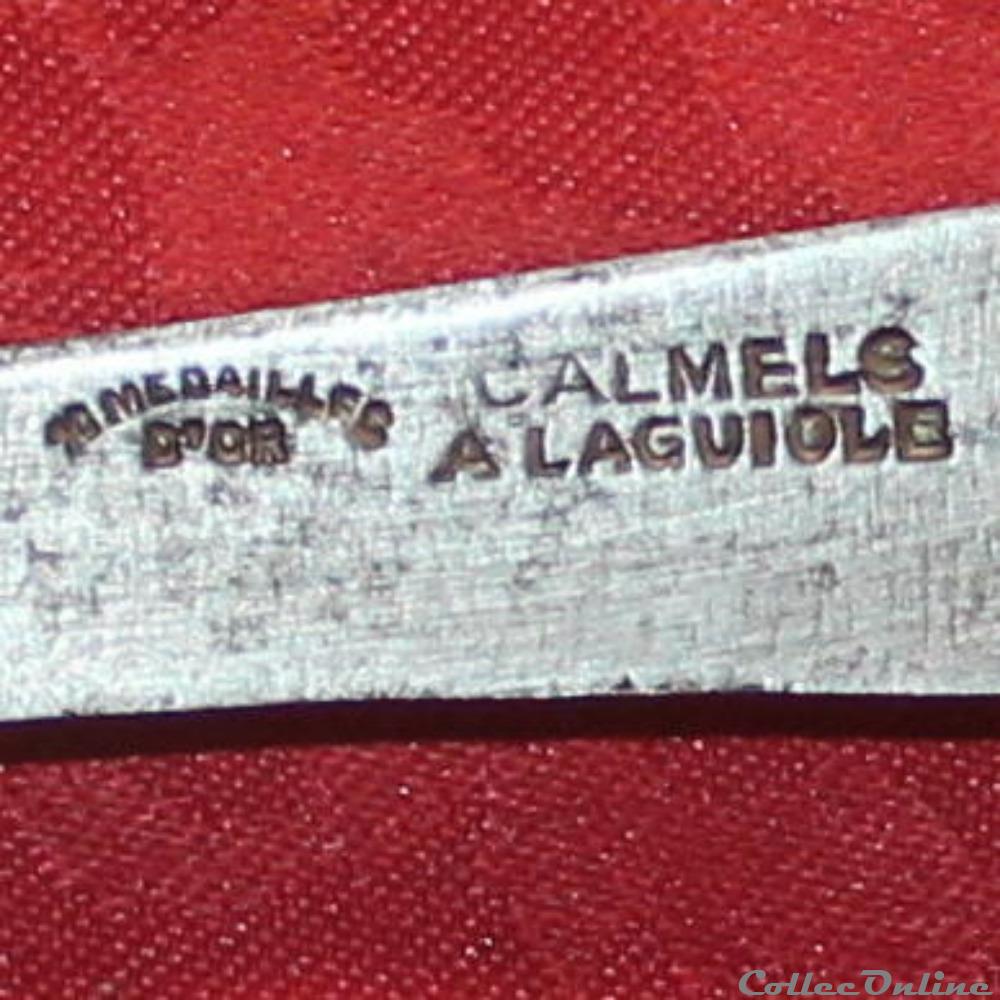 MEDAILLES
D'OR
CALMELS
A LAGUIOLE
CollecOnline